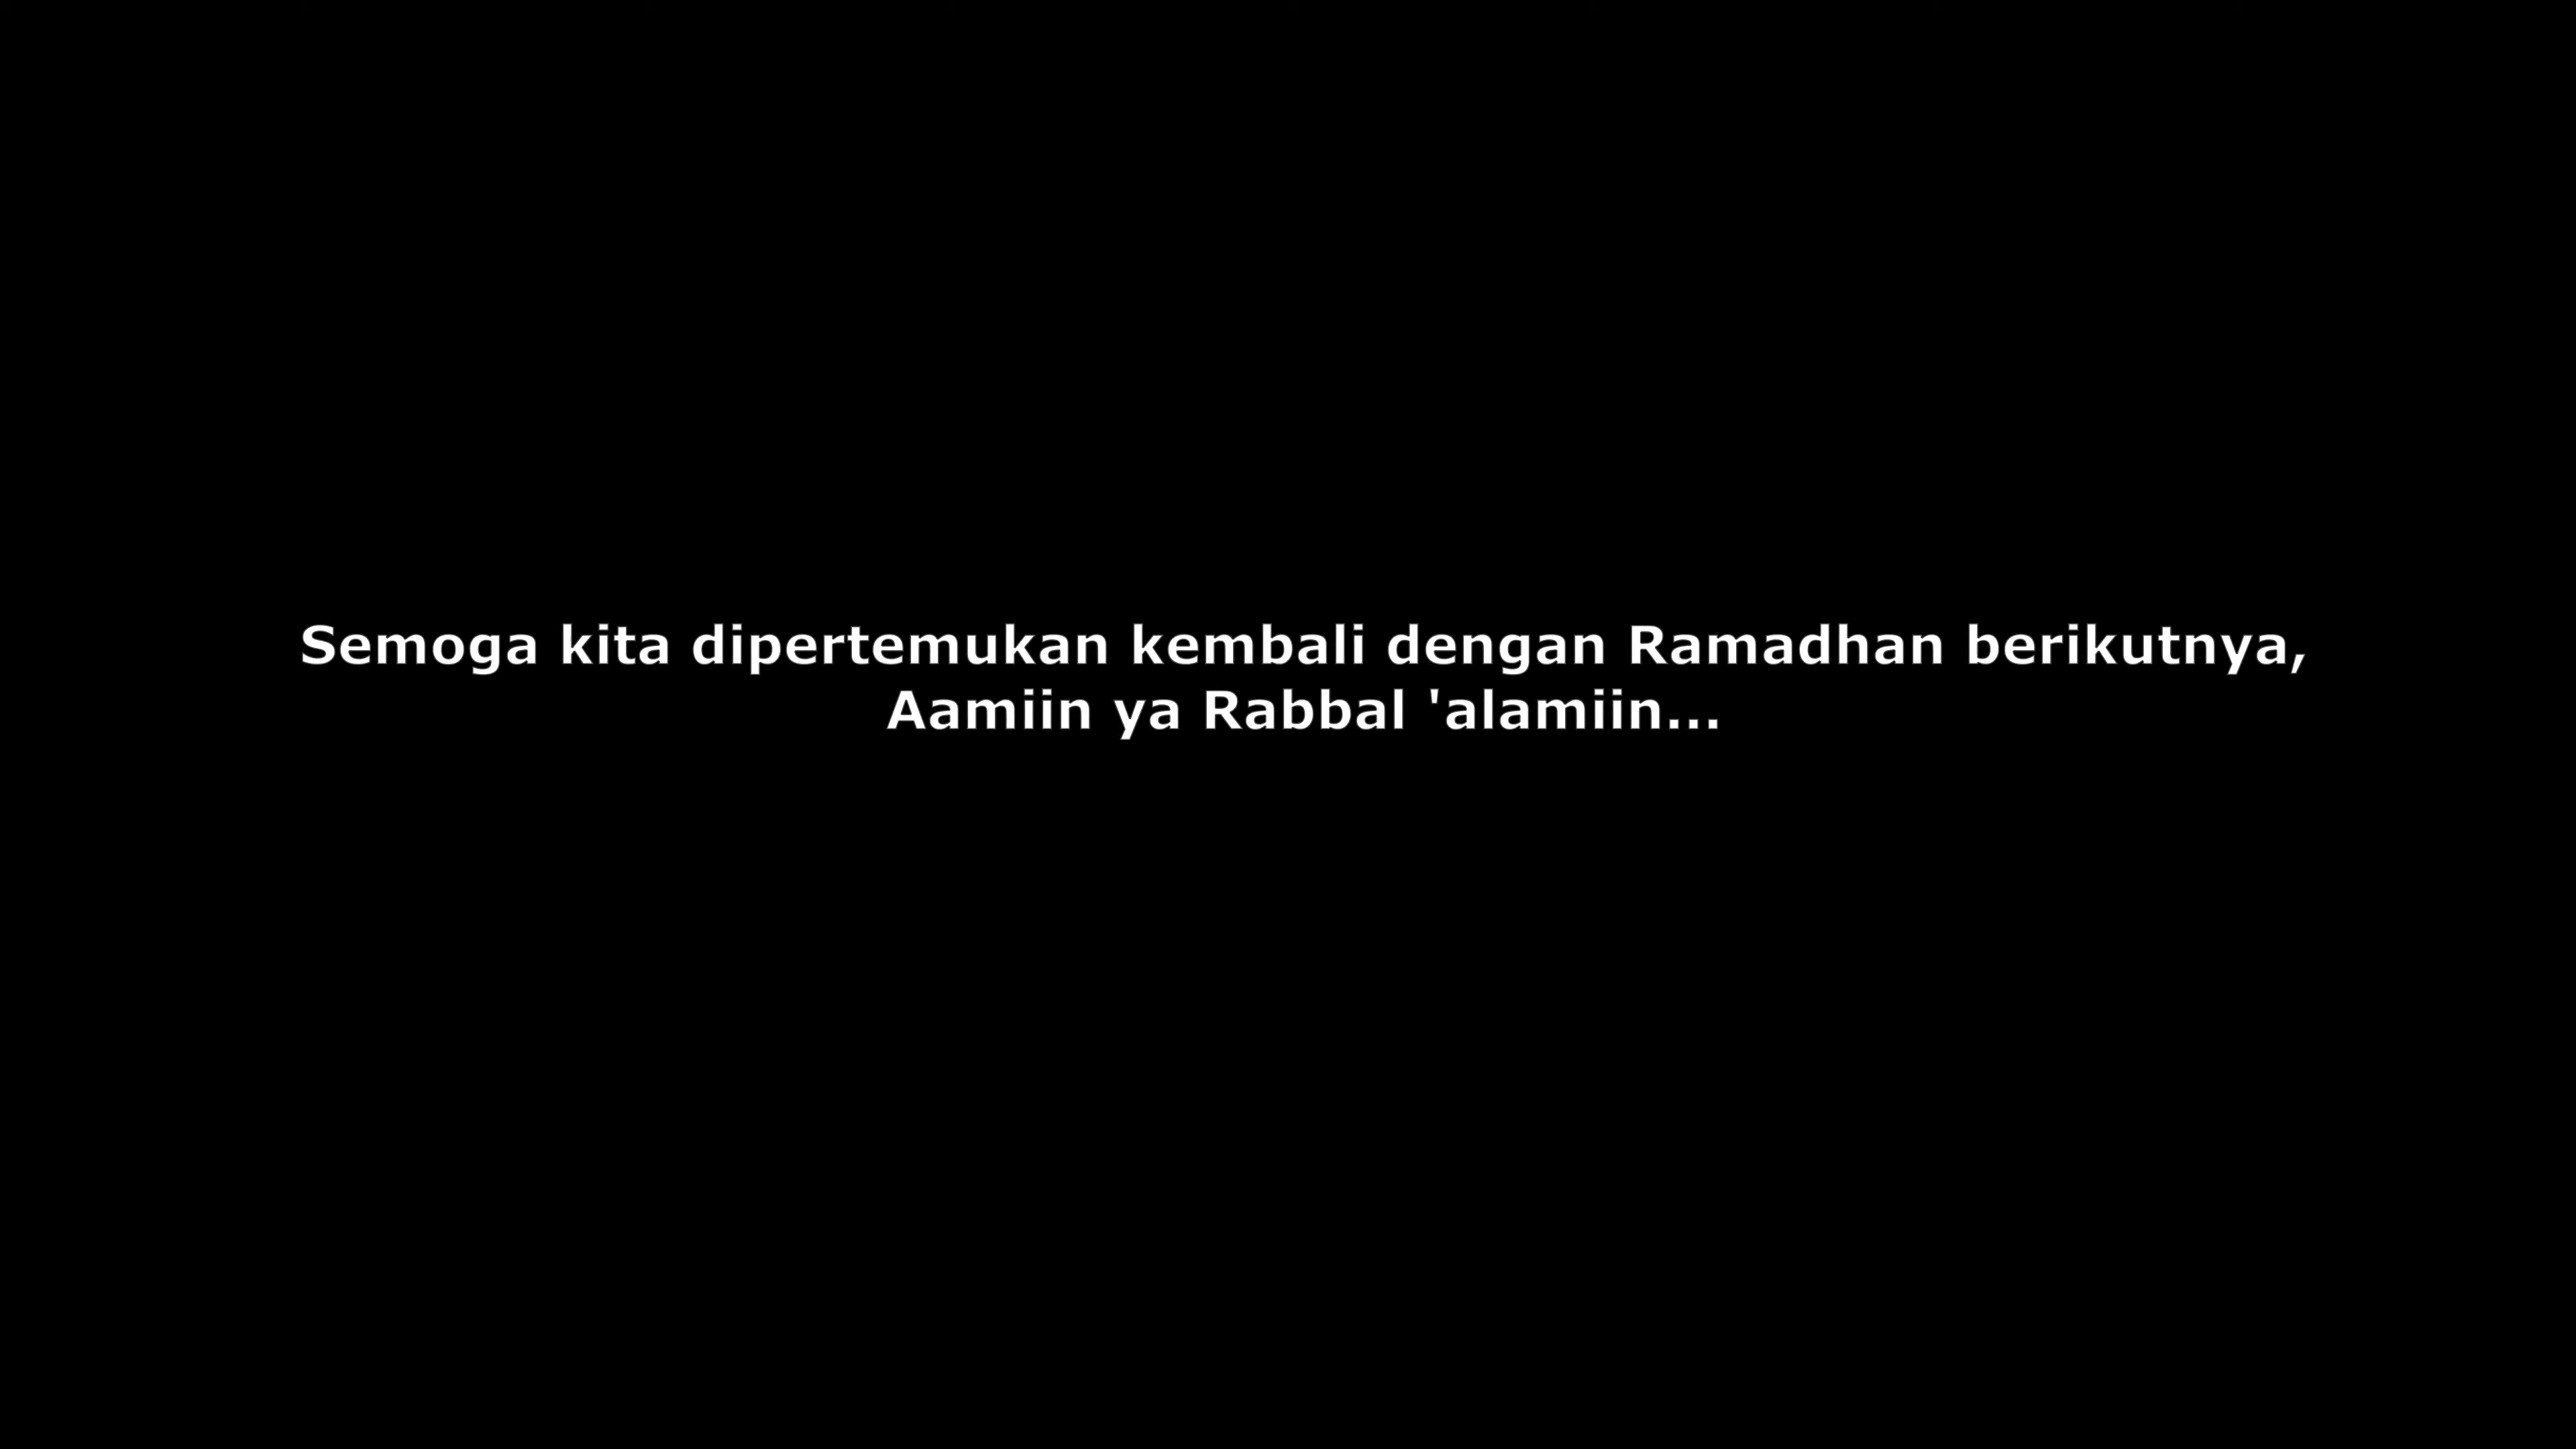 Semoga kita dipertemukan kembali dengan Ramadhan berikutnya,
Aamiin ya Rabbal 'alamiin...